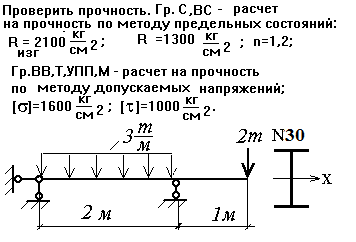 Проверить прочность. Гр. С,ВС - расчет
на прочность по методу предельных состояний:
R изг = 2100 кг/см2 ; R =1300 кг/см2 ; n=1,2;
Гр.ВВ,Т,УПП,М - расчет на прочность
по методу допускаемых напряжений;
[σ]=1600 кг/см2 ; [τ]=1000 кг/см2.
3 т/м
2т N30
x
2 м 1м